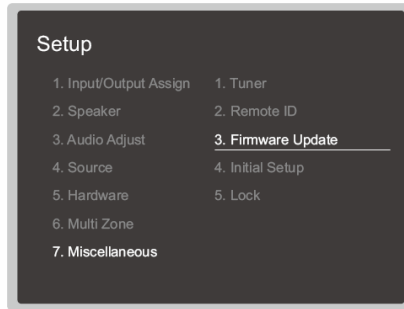 Setup
1. Input/Output Assign
2. Speaker
3. Audio Adjust
4. Source
5. Hardware
6. Multi Zone
7. Miscellaneous
1. Tuner
2. Remote ID
3. Firmware Update
4. Initial Setup
5. Lock